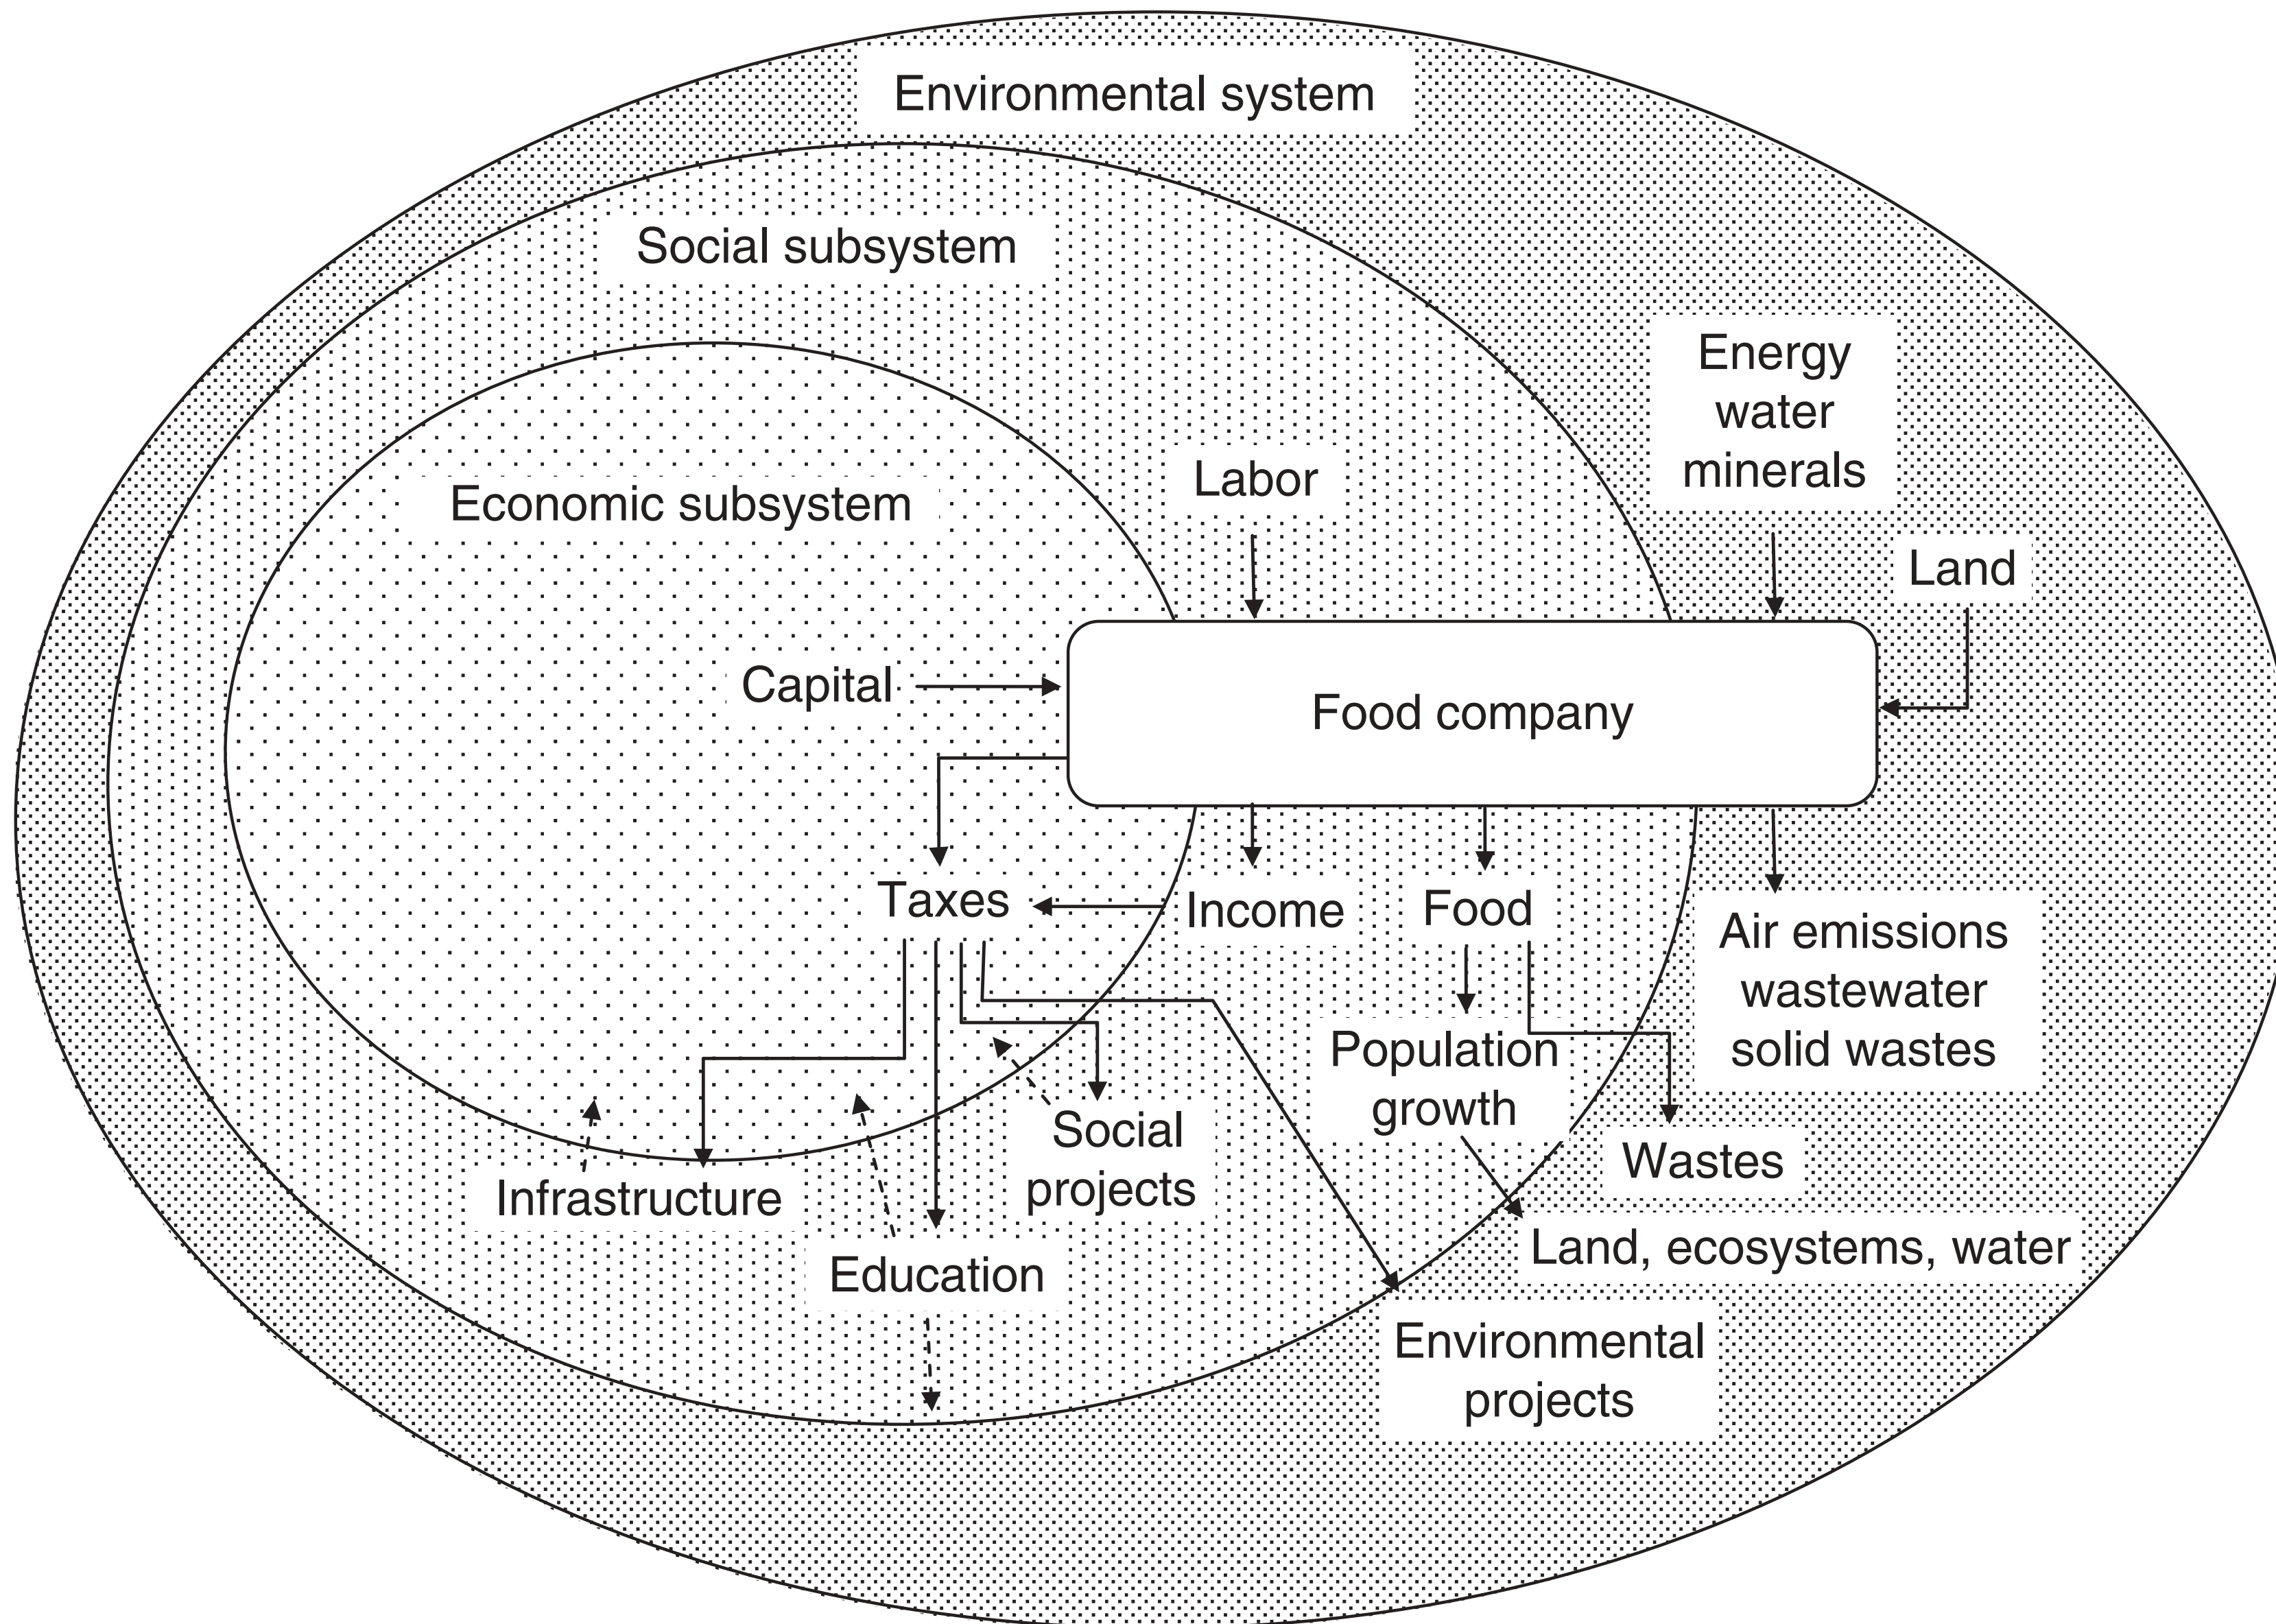 Environmental system
Social subsystem
Economic subsystem
Energy
water
minerals
Labor
Land
Capital
Food company
Taxes
Income
Food
Air emissions
wastewater
solid wastes
Population
growth
Social
projects
Wastes
Infrastructure
Land, ecosystems, water
Education
Environmental
projects